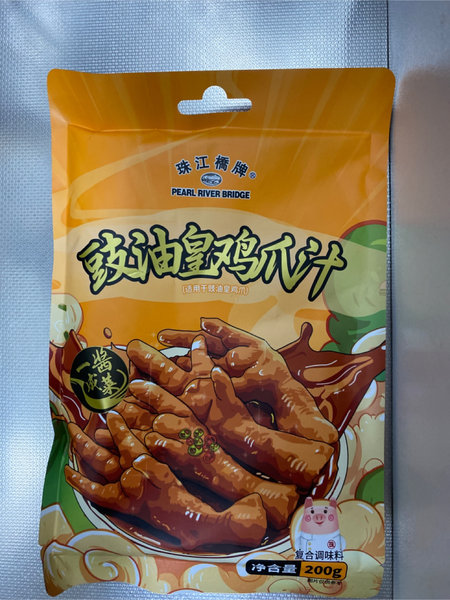 珠江橋牌®
PEARL RIVER BRIDGE
豉油皇鸡爪汁
(适用于豉油皇鸡爪)
一酱成菜
复合调味料
净含量 200g